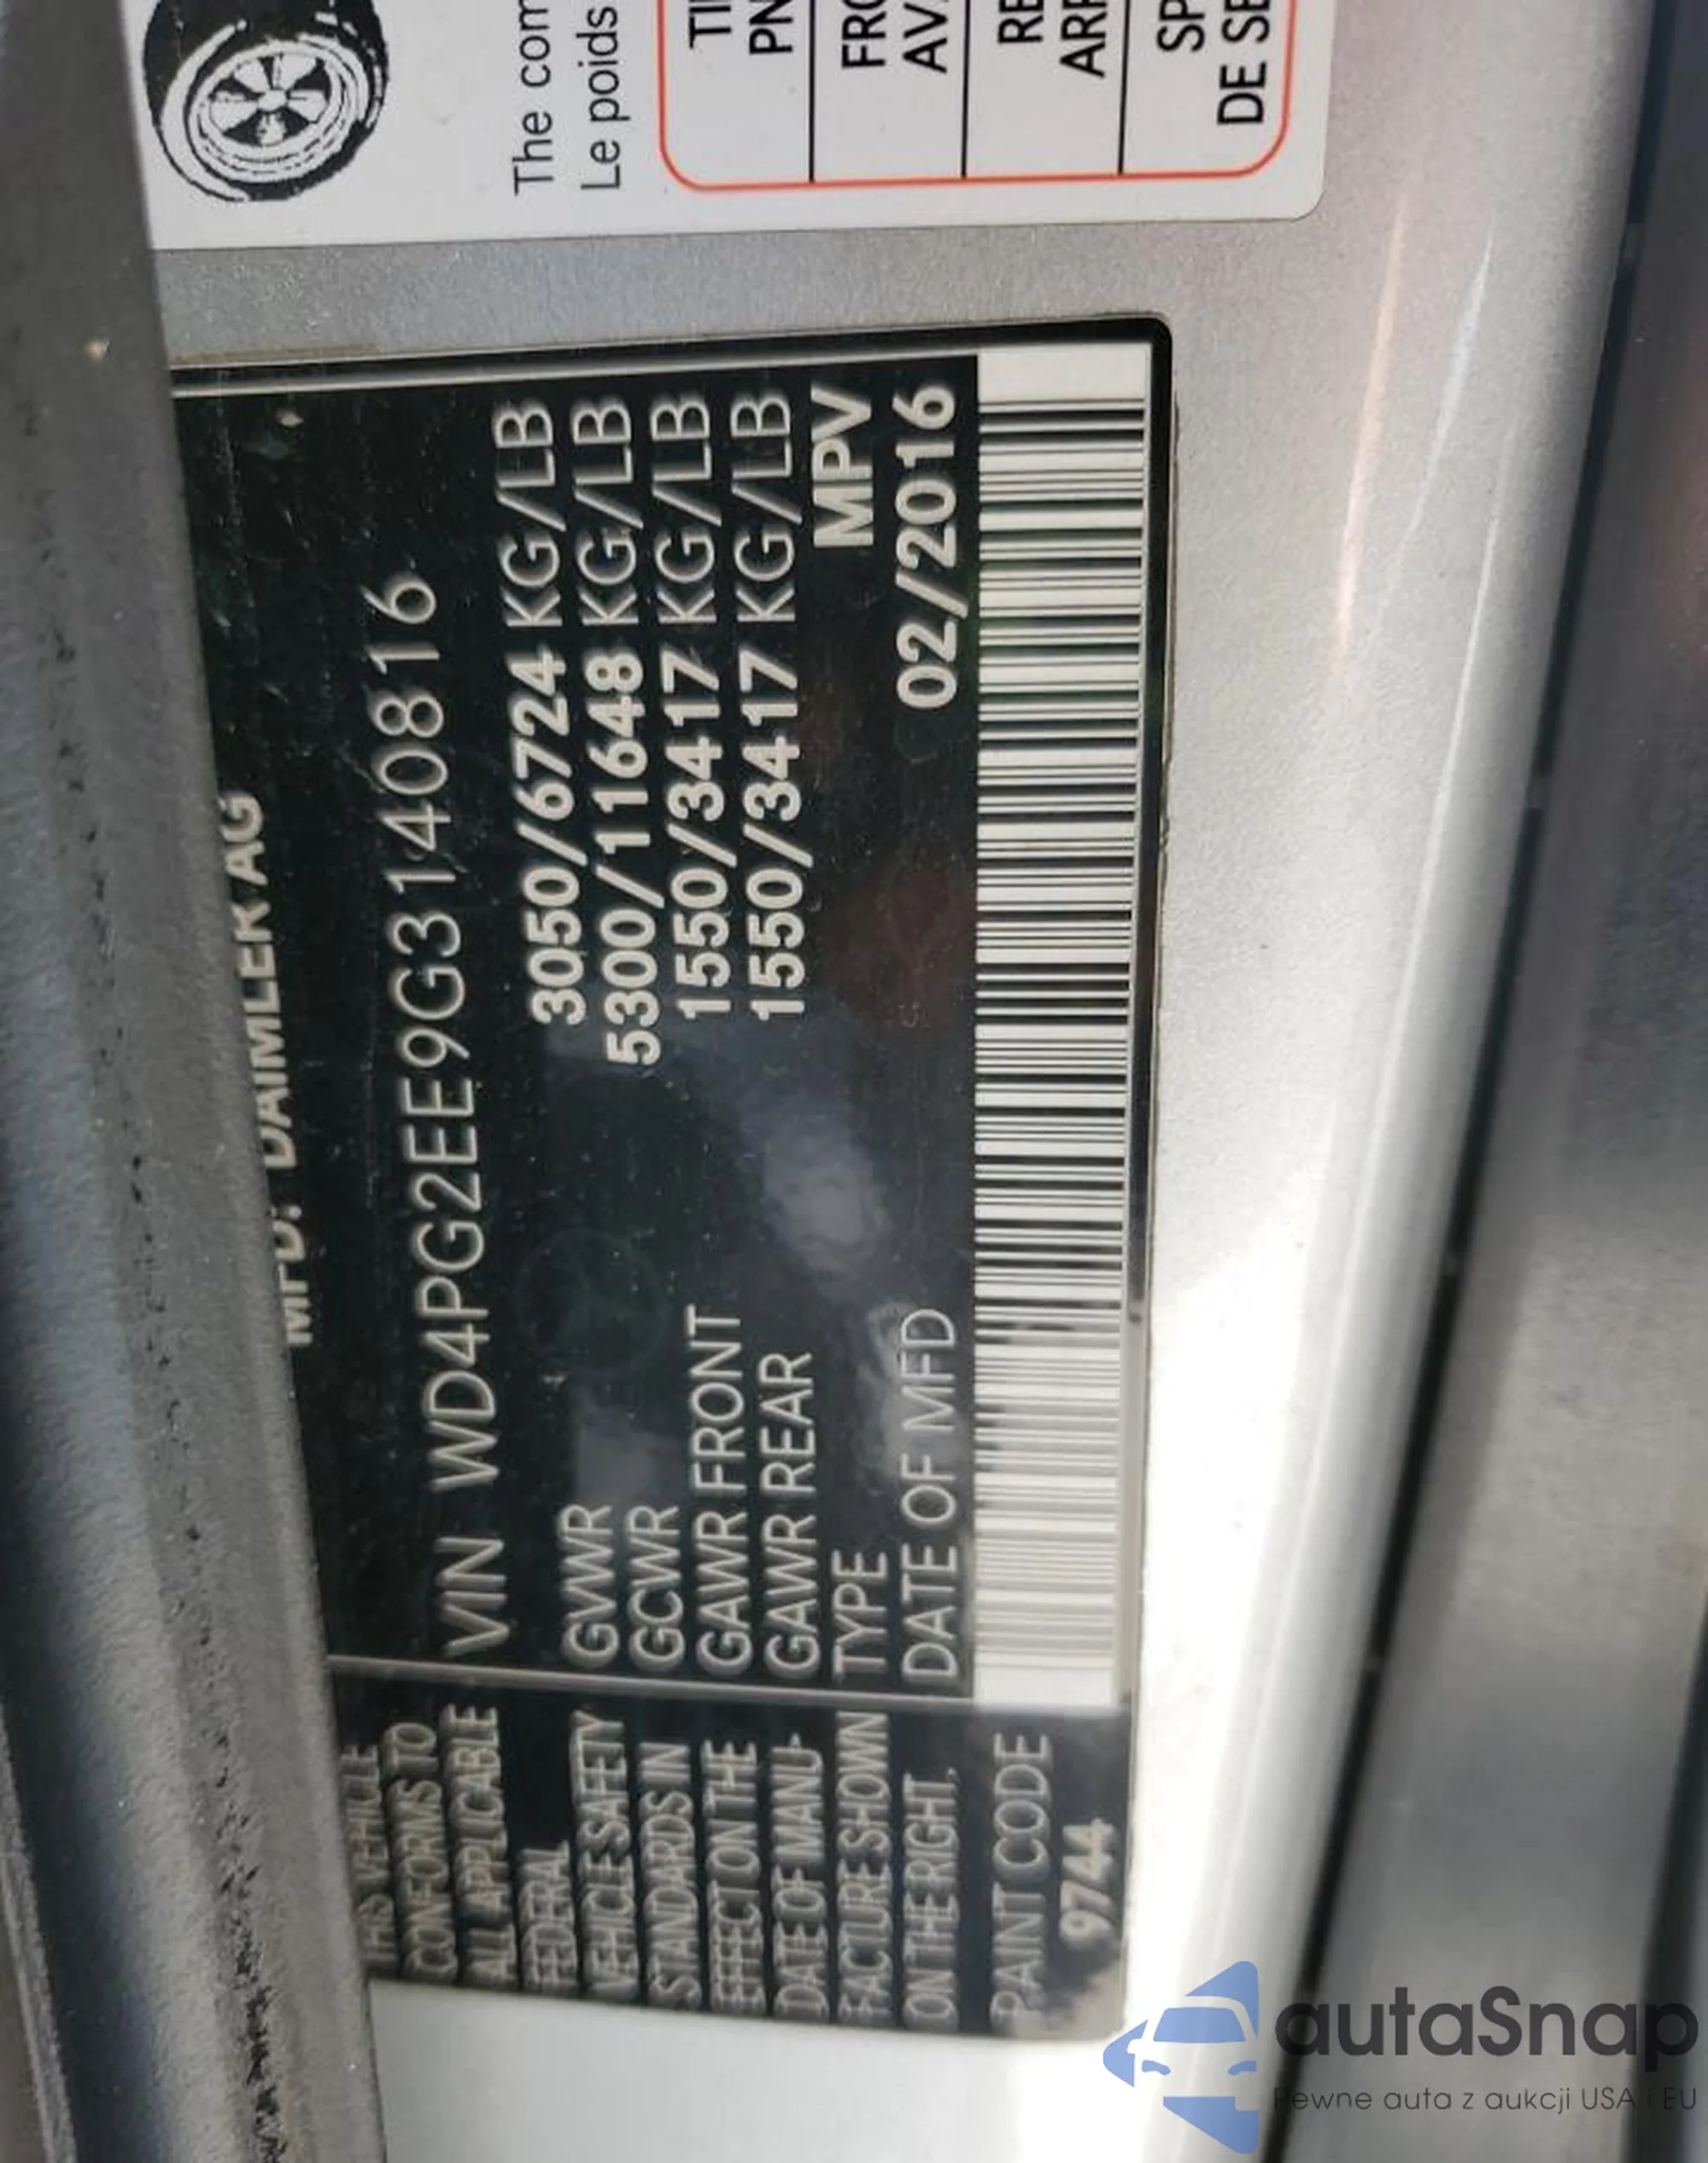 The com
Le poids
TI
PN
FRO
AVA
RE
ARR
SP
DE SE
MFD. DAIMLER AG
VIN WD4PG2EE9G3140816
GVWR 3050/6724 KG/LB
GCWR 5300/11648 KG/LB
GAWR FRONT 1550/3417 KG/LB
GAWR REAR 1550/3417 KG/LB
TYPE MPV
DATE OF MFD 02/2016
THIS VEHICLE
CONFORMS TO
ALL APPLICABLE
FEDERAL
VEHICLE SAFETY
STANDARDS IN
EFFECT ON THE
DATE OF MANU-
FACTURE SHOWN
ON THE RIGHT.
PAINT CODE
9744
autaSnap
Pewne auta z aukcji USA i EU